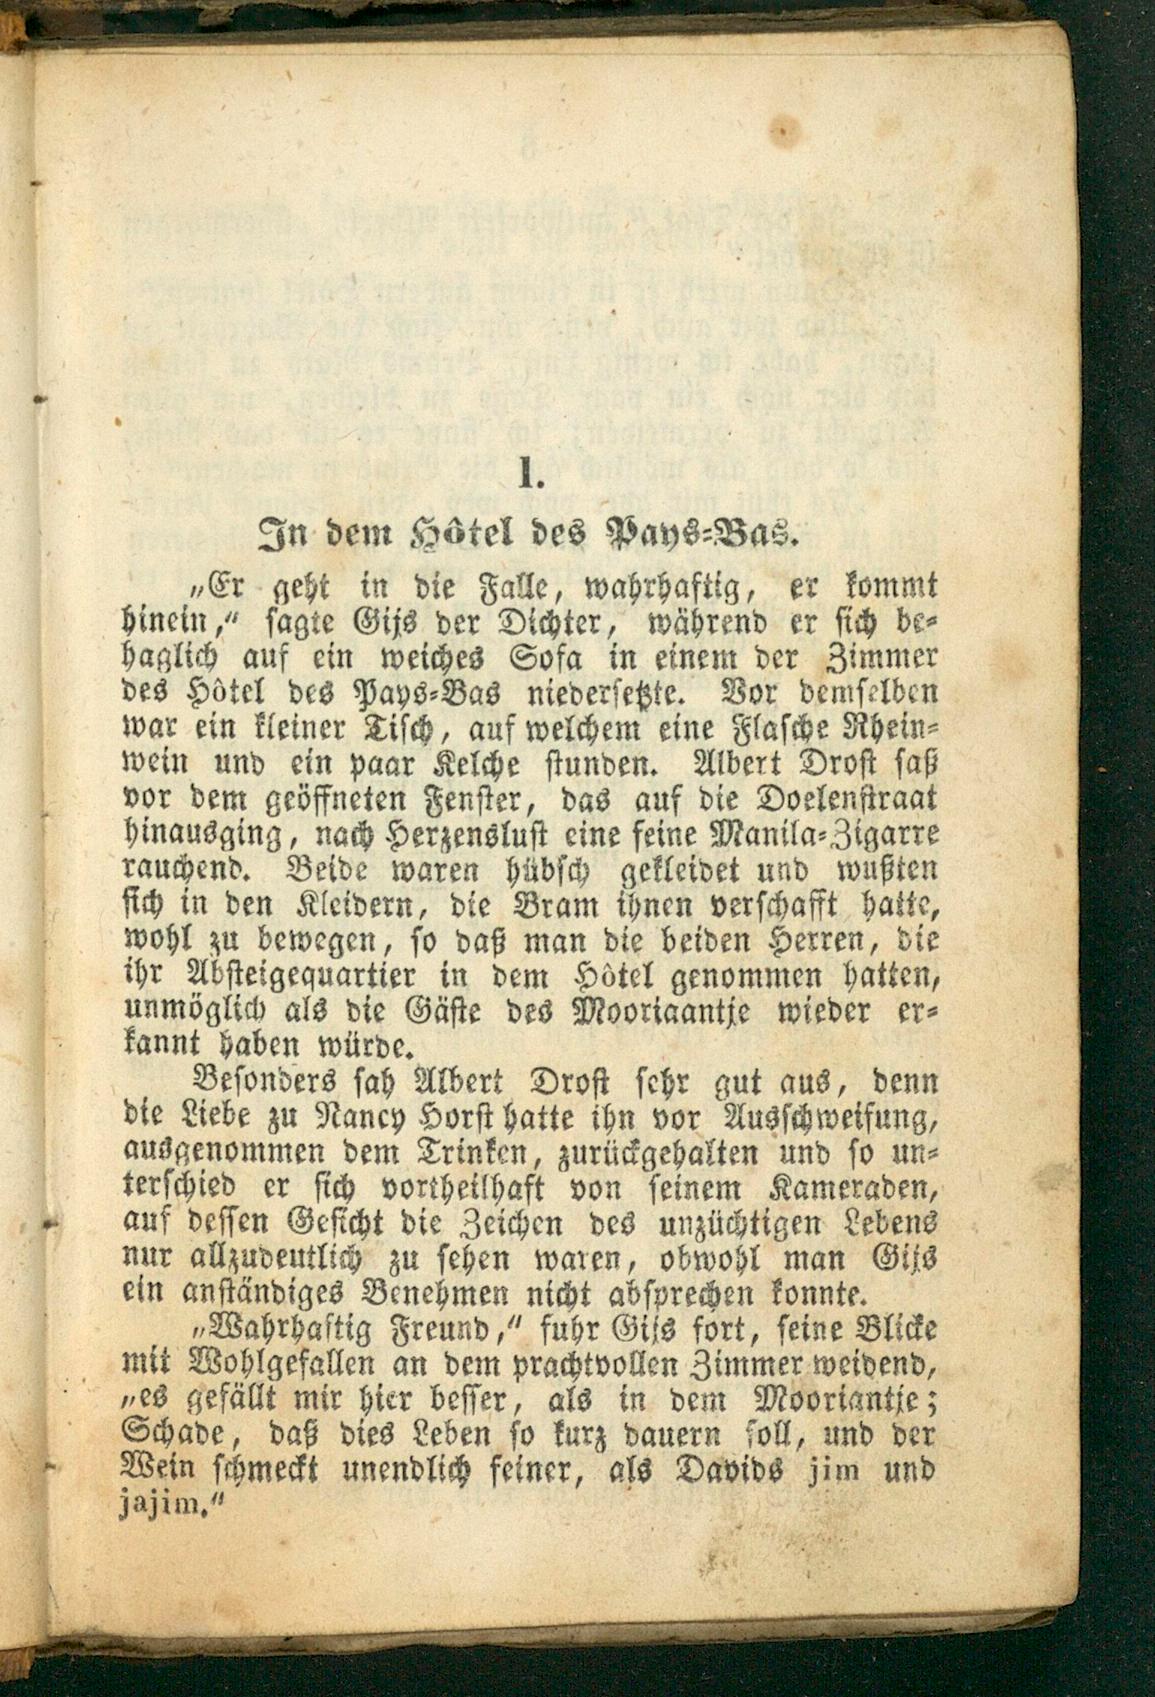 1.
In dem Hôtel des Pays-Bas.
„Er geht in die Falle, wahrhaftig, er kommt
hinein,“ sagte Gijs der Dichter, während er sich be-
haglich auf ein weiches Sofa in einem der Zimmer
des Hôtel des Pays-Bas niedersetzte. Vor demselben
war ein kleiner Tisch, auf welchem eine Flasche Rhein-
wein und ein paar Kelche stunden. Albert Drost saß
vor dem geöffneten Fenster, das auf die Doelenstraat
hinausging, nach Herzenslust eine feine Manila-Zigarre
rauchend. Beide waren hübsch gekleidet und wußten
sich in den Kleidern, die Bram ihnen verschafft hatte,
wohl zu bewegen, so daß man die beiden Herren, die
ihr Absteigequartier in dem Hôtel genommen hatten,
unmöglich als die Gäste des Mooriaantje wieder er-
kannt haben würde.
Besonders sah Albert Drost sehr gut aus, denn
die Liebe zu Nancy Horst hatte ihn vor Ausschweifung,
ausgenommen dem Trinken, zurückgehalten und so un-
terschied er sich vortheilhaft von seinem Kameraden,
auf dessen Gesicht die Zeichen des unzüchtigen Lebens
nur allzudeutlich zu sehen waren, obwohl man Gijs
ein anständiges Benehmen nicht absprechen konnte.
„Wahrhaftig Freund,“ fuhr Gijs fort, seine Blicke
mit Wohlgefallen an dem prachtvollen Zimmer weidend,
„es gefällt mir hier besser, als in dem Mooriantje;
Schade, daß dies Leben so kurz dauern soll, und der
Wein schmeckt unendlich feiner, als Davids jim und
jajim.“